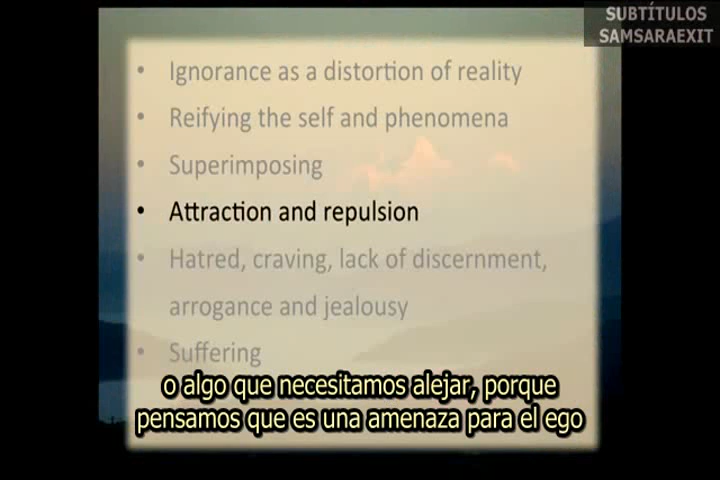 SUBTÍTULOS
SAMSARAEXIT
• Ignorance as a distortion of reality
• Reifying the self and phenomena
• Superimposing
• Attraction and repulsion
• Hatred, craving, lack of discernment,
arrogance and jealousy
• Suffering
o algo que necesitamos alejar, porque
pensamos que es una amenaza para el ego